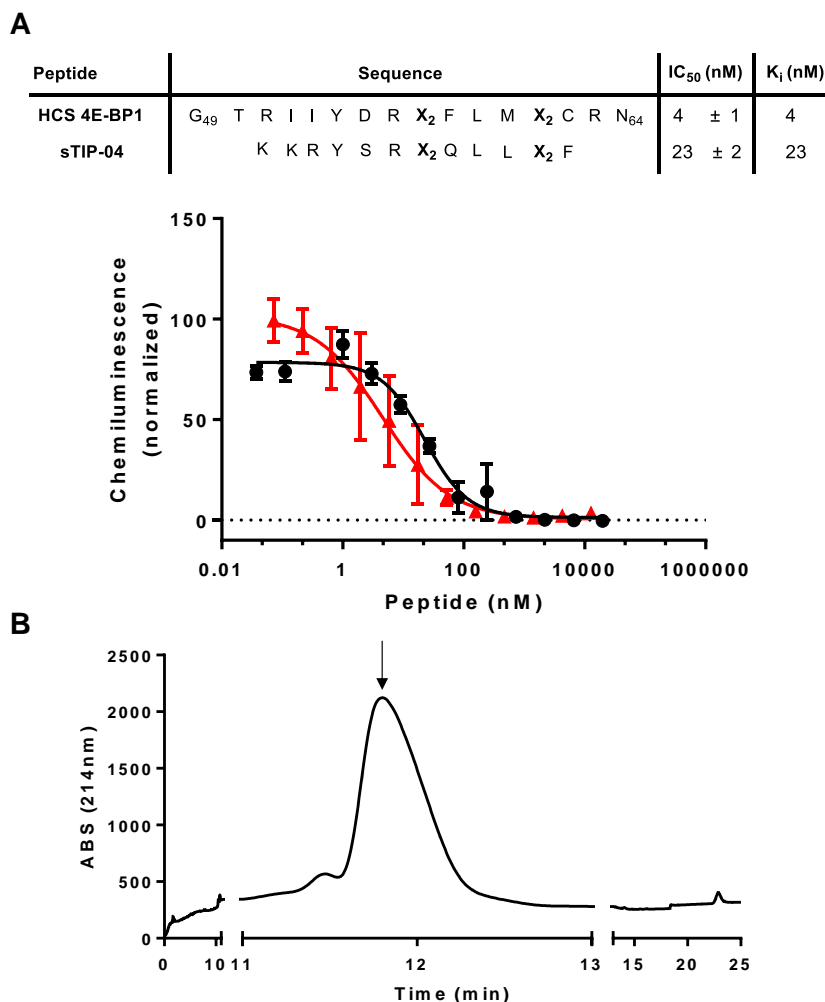 A
Peptide Sequence IC50 (nM) Ki (nM)
HCS 4E-BP1 G49 T R I I Y D R X2 F L M X2 C R N64 4 ± 1 4
sTIP-04 K K R Y S R X2 Q L L X2 F 23 ± 2 23
Chemiluminescence
(normalized)
150
100
50
0
0.01 1 100 10000 1000000
Peptide (nM)
B
ABS (214nm)
2500
2000
1500
1000
500
0
0 10 11 12 13 15 20 25
Time (min)